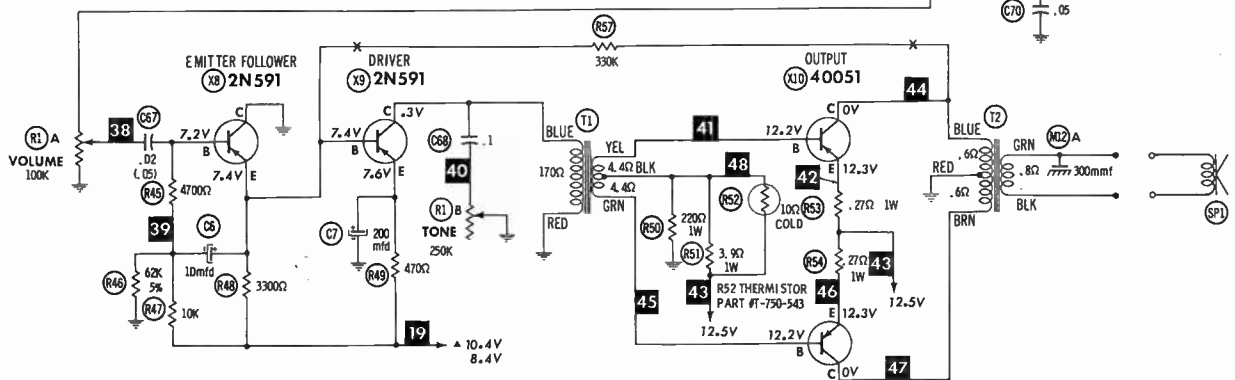 C70 .05
R57
330K
EMITTER FOLLOWER
X8 2N591
DRIVER
X9 2N591
OUTPUT
X10 40051
C
.3V
C
0V
44
R1 A
VOLUME
100K
38
C67
.02
(.05)
7.2V
B
7.4V
E
7.4V
B
7.6V
E
C68
.1
40
R1 B
TONE
250K
BLUE
170Ω
RED
T1
YEL
4.4Ω
BLK
4.4Ω
GRN
41
12.2V
B
12.3V
E
48
42
R52
10Ω
COLD
R53
.27Ω 1W
T2
BLUE
.6Ω
RED
.6Ω
BRN
GRN
.8Ω
BLK
M12 A
300mmf
SP1
R45
4700Ω
39
C6
10mfd
R46
62K
5%
R47
10K
R48
3300Ω
C7
200
mfd
R49
470Ω
R50
220Ω
1W
R51
3.9Ω
1W
43
12.5V
R52 THERMISTOR
PART #T-750-543
R54
.27Ω
1W
43
12.5V
45
46
E
12.3V
12.2V
B
C
0V
47
19
▲ 10.4V
8.4V